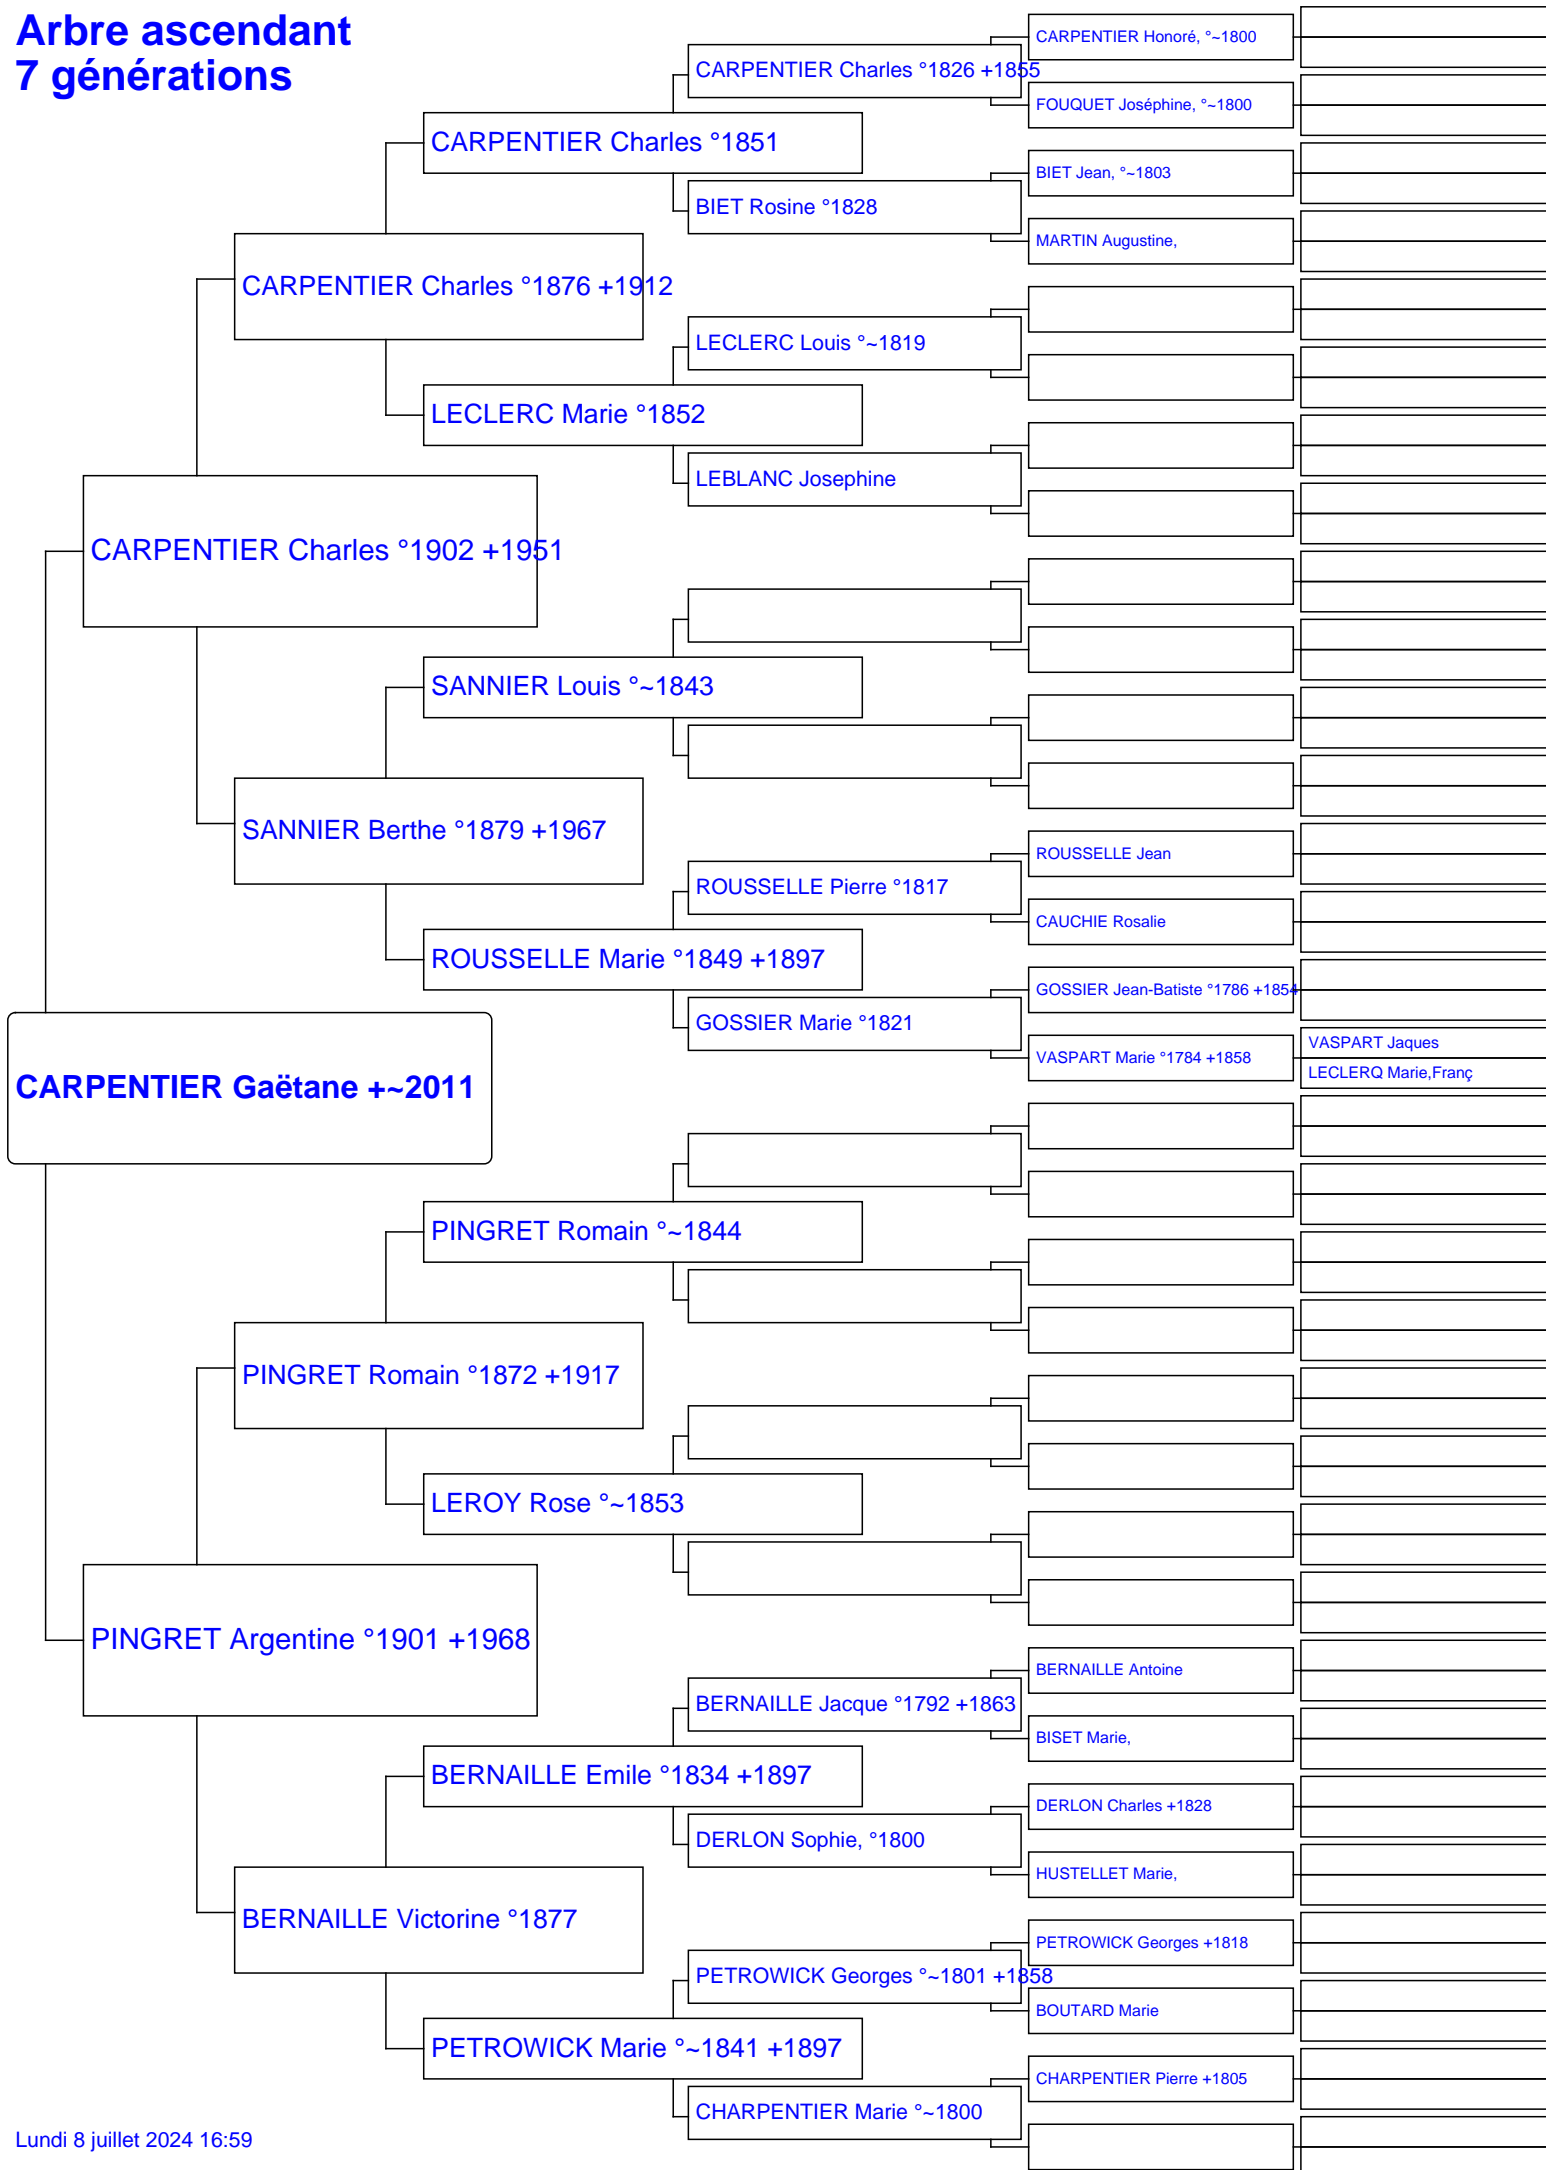 Arbre ascendant
7 générations
CARPENTIER Gaëtane +~2011
CARPENTIER Charles °1902 +1951
PINGRET Argentine °1901 +1968
CARPENTIER Charles °1876 +1912
SANNIER Berthe °1879 +1967
PINGRET Romain °1872 +1917
BERNAILLE Victorine °1877
CARPENTIER Charles °1851
LECLERC Marie °1852
SANNIER Louis °~1843
ROUSSELLE Marie °1849 +1897
PINGRET Romain °~1844
LEROY Rose °~1853
BERNAILLE Emile °1834 +1897
PETROWICK Marie °~1841 +1897
CARPENTIER Charles °1826 +1855
BIET Rosine °1828
LECLERC Louis °~1819
LEBLANC Josephine
ROUSSELLE Pierre °1817
GOSSIER Marie °1821
BERNAILLE Jacque °1792 +1863
DERLON Sophie, °1800
PETROWICK Georges °~1801 +1858
CHARPENTIER Marie °~1800
CARPENTIER Honoré, °~1800
FOUQUET Joséphine, °~1800
BIET Jean, °~1803
MARTIN Augustine,
ROUSSELLE Jean
CAUCHIE Rosalie
GOSSIER Jean-Batiste °1786 +1854
VASPART Marie °1784 +1858
BERNAILLE Antoine
BISET Marie,
DERLON Charles +1828
HUSTELLET Marie,
PETROWICK Georges +1818
BOUTARD Marie
CHARPENTIER Pierre +1805
VASPART Jaques
LECLERQ Marie,Franç
Lundi 8 juillet 2024 16:59